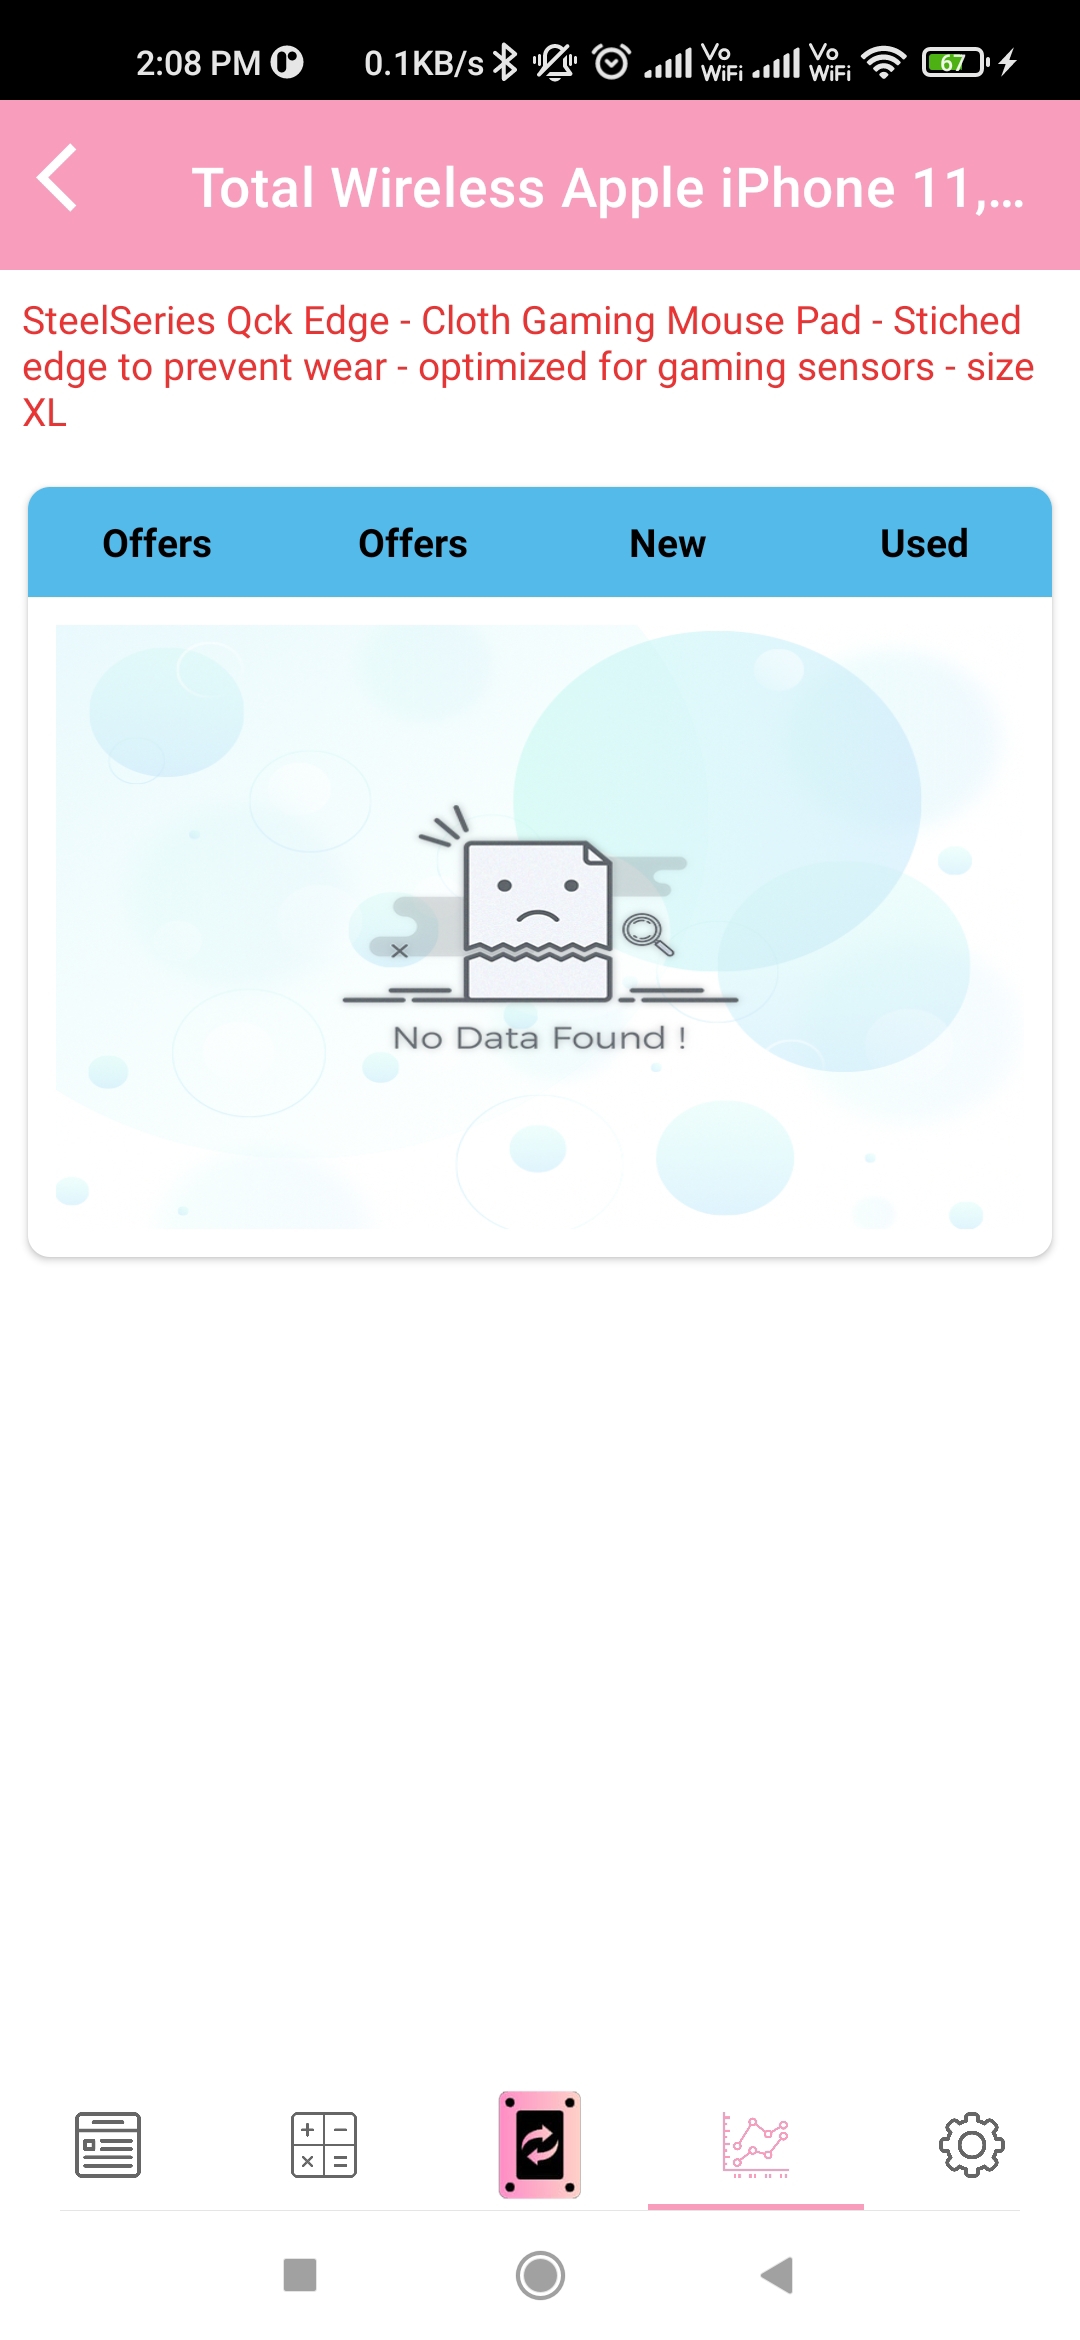 2:08 PM 0.1KB/s Vo WiFi Vo WiFi 67
Total Wireless Apple iPhone 11,...
SteelSeries Qck Edge - Cloth Gaming Mouse Pad - Stiched
edge to prevent wear - optimized for gaming sensors - size
XL
Offers Offers New Used
No Data Found !